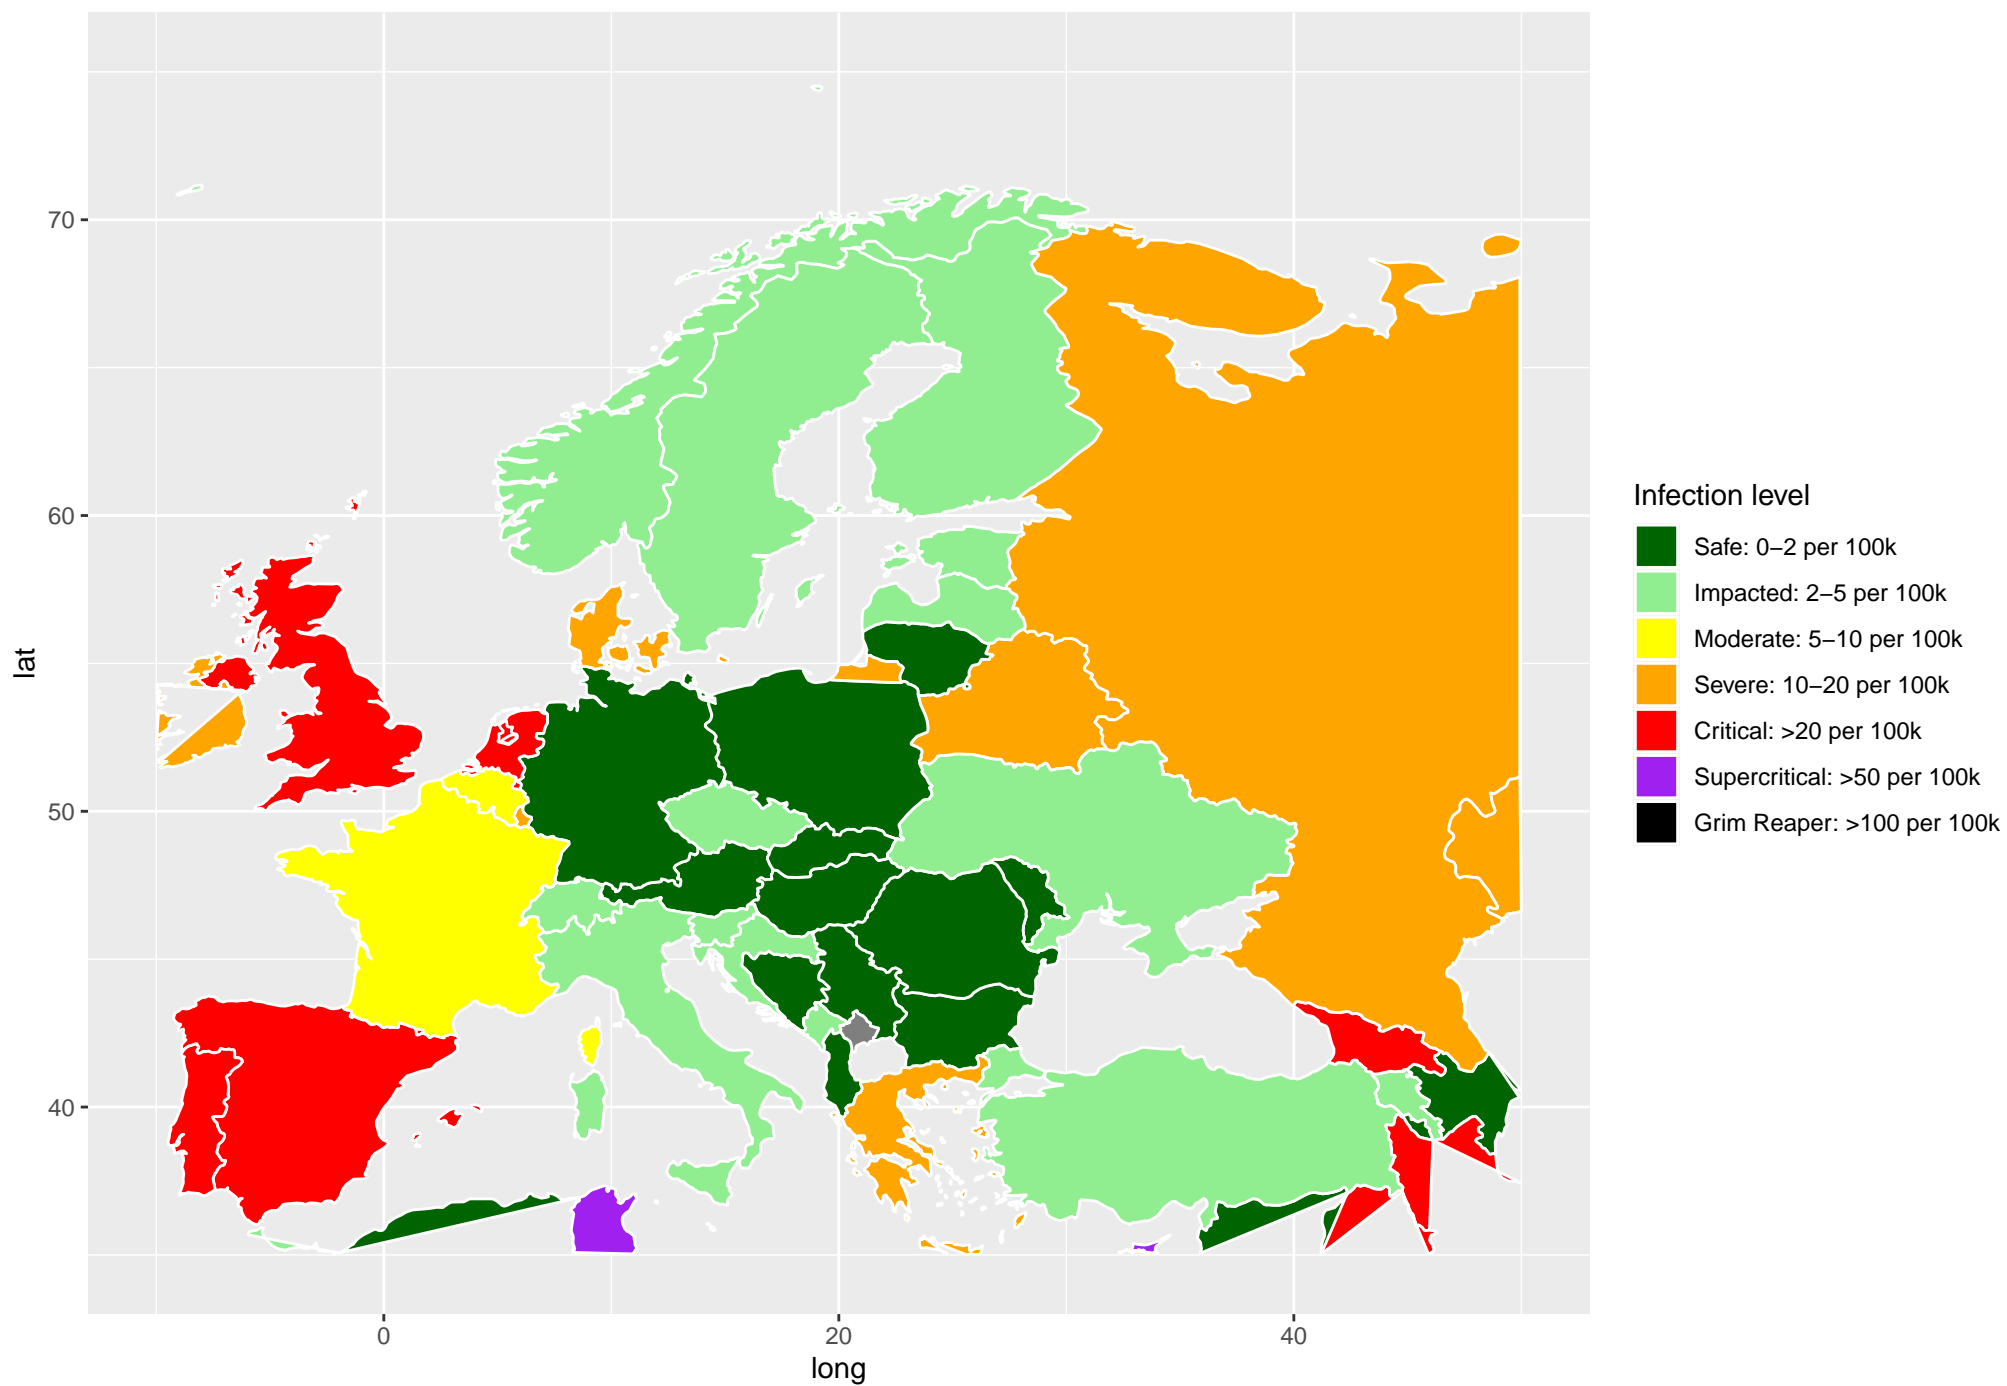 70
60
50
40
lat
0
20
40
long
Infection level
Safe: 0−2 per 100k
Impacted: 2−5 per 100k
Moderate: 5−10 per 100k
Severe: 10−20 per 100k
Critical: >20 per 100k
Supercritical: >50 per 100k
Grim Reaper: >100 per 100k